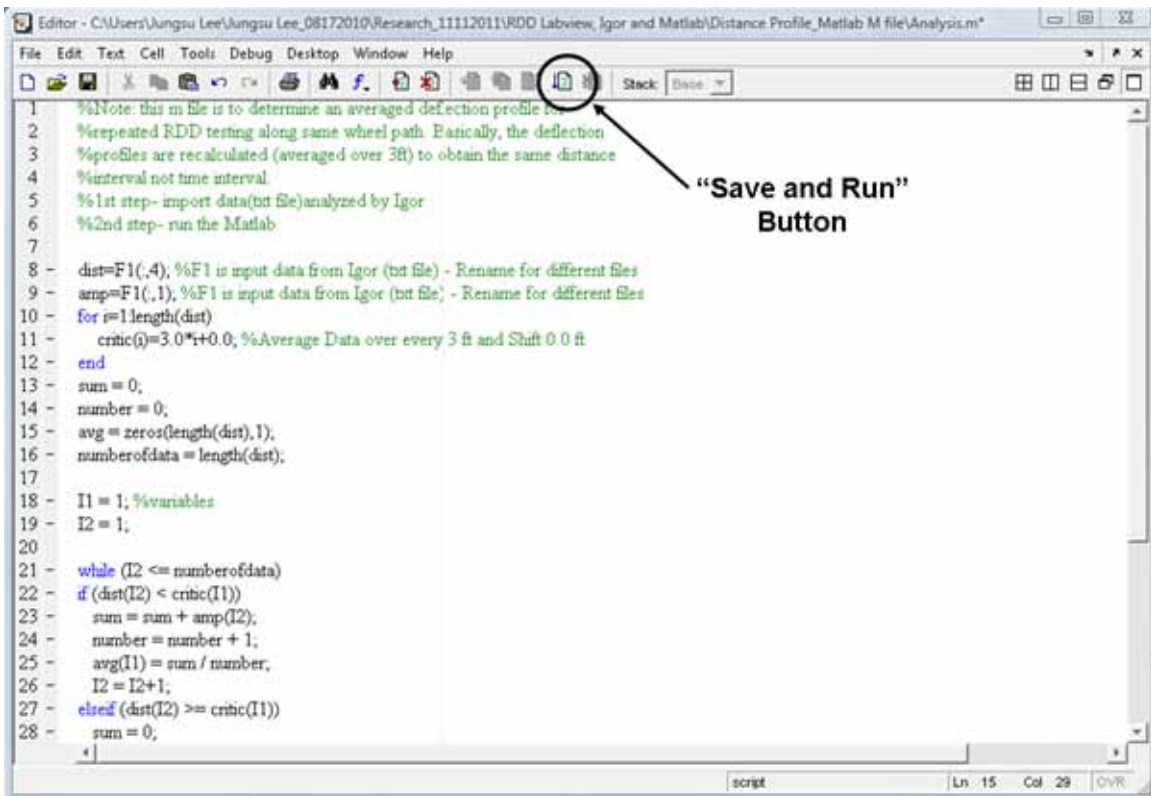 Editor - C:\Users\Jungsu Lee\Jungsu Lee_08172010\Research_11112011\RDD Labview, Igor and Matlab\Distance Profile_Matlab M file\Analysis.m*
File Edit Text Cell Tools Debug Desktop Window Help
Stack: Base
1 %Note: this m file is to determine an averaged deflection profile for
2 %repeated RDD testing along same wheel path. Basically, the deflection
3 %profiles are recalculated (averaged over 3ft) to obtain the same distance
4 %interval not time interval.
5 %1st step- import data(txt file)analyzed by Igor
6 %2nd step- run the Matlab
7
8 - dist=F1(:,4); %F1 is input data from Igor (txt file) - Rename for different files
9 - amp=F1(:,1); %F1 is input data from Igor (txt file) - Rename for different files
10 - for i=1:length(dist)
11 - critic(i)=3.0*i+0.0; %Average Data over every 3 ft and Shift 0.0 ft
12 - end
13 - sum = 0;
14 - number = 0;
15 - avg = zeros(length(dist),1);
16 - numberofdata = length(dist);
17
18 - I1 = 1; %variables
19 - I2 = 1;
20
21 - while (I2 <= numberofdata)
22 - if (dist(I2) < critic(I1))
23 - sum = sum + amp(I2);
24 - number = number + 1;
25 - avg(I1) = sum / number;
26 - I2 = I2+1;
27 - elseif (dist(I2) >= critic(I1))
28 - sum = 0;
“Save and Run”
Button
script Ln 15 Col 29 OVR